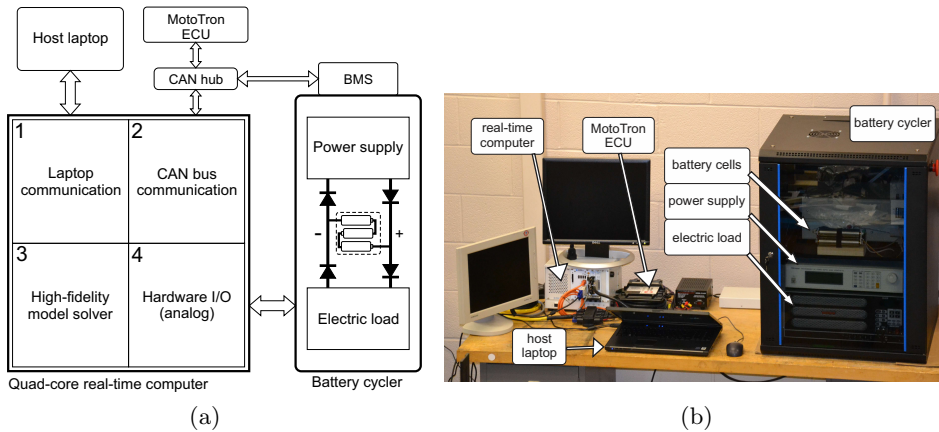 Host laptop
MotoTron
ECU
CAN hub
BMS
1
Laptop
communication
2
CAN bus
communication
3
High-fidelity
model solver
4
Hardware I/O
(analog)
Quad-core real-time computer
Power supply
-
+
Electric load
Battery cycler
(a)
real-time
computer
MotoTron
ECU
battery cycler
battery cells
power supply
electric load
host
laptop
(b)